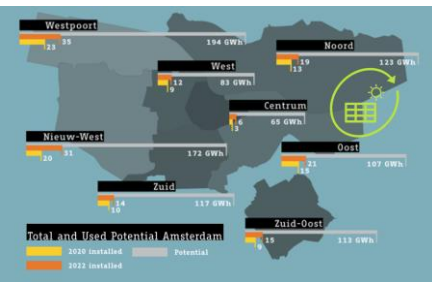 Westpoort
35
194 GWh
23
Noord
19
123 GWh
13
West
12
83 GWh
9
Centrum
6
65 GWh
3
Nieuw-West
31
172 GWh
20
Oost
21
107 GWh
15
Zuid
14
117 GWh
10
Zuid-Oost
15
113 GWh
9
Total and Used Potential Amsterdam
2020 installed
Potential
2022 installed